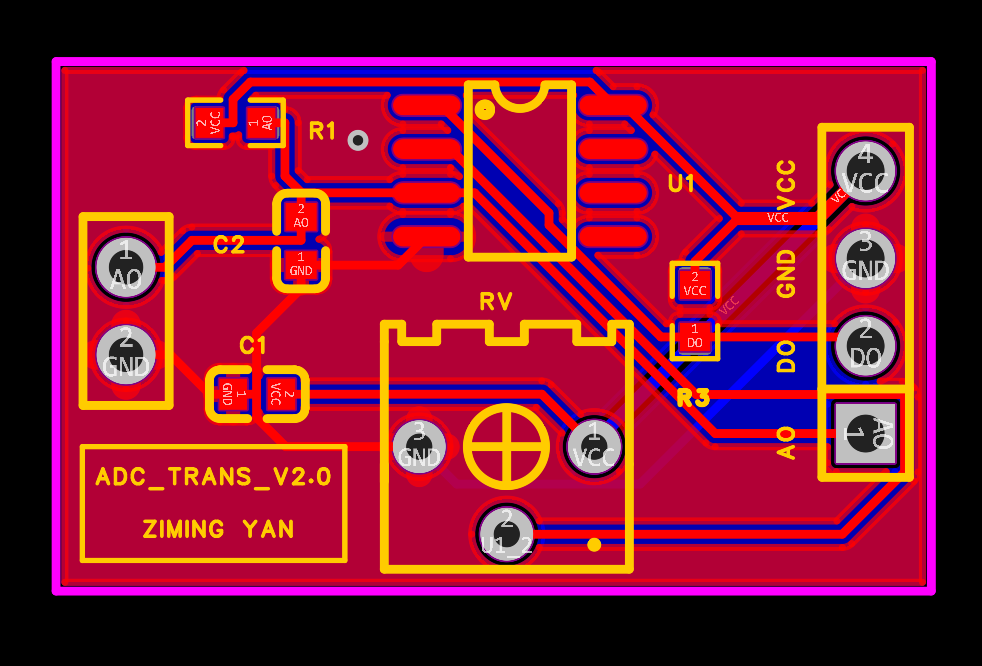 2
VCC
1
AO
R1
2
AO
1
GND
C2
1
AO
2
GND
C1
1
GND
2
VCC
U1
RV
VCC
VCC
2
VCC
VCC
1
DO
R3
VCC
GND
DO
AO
4
VCC
3
GND
2
DO
1
AO
3
GND
1
VCC
2
U1_2
ADC_TRANS_V2.0
ZIMING YAN